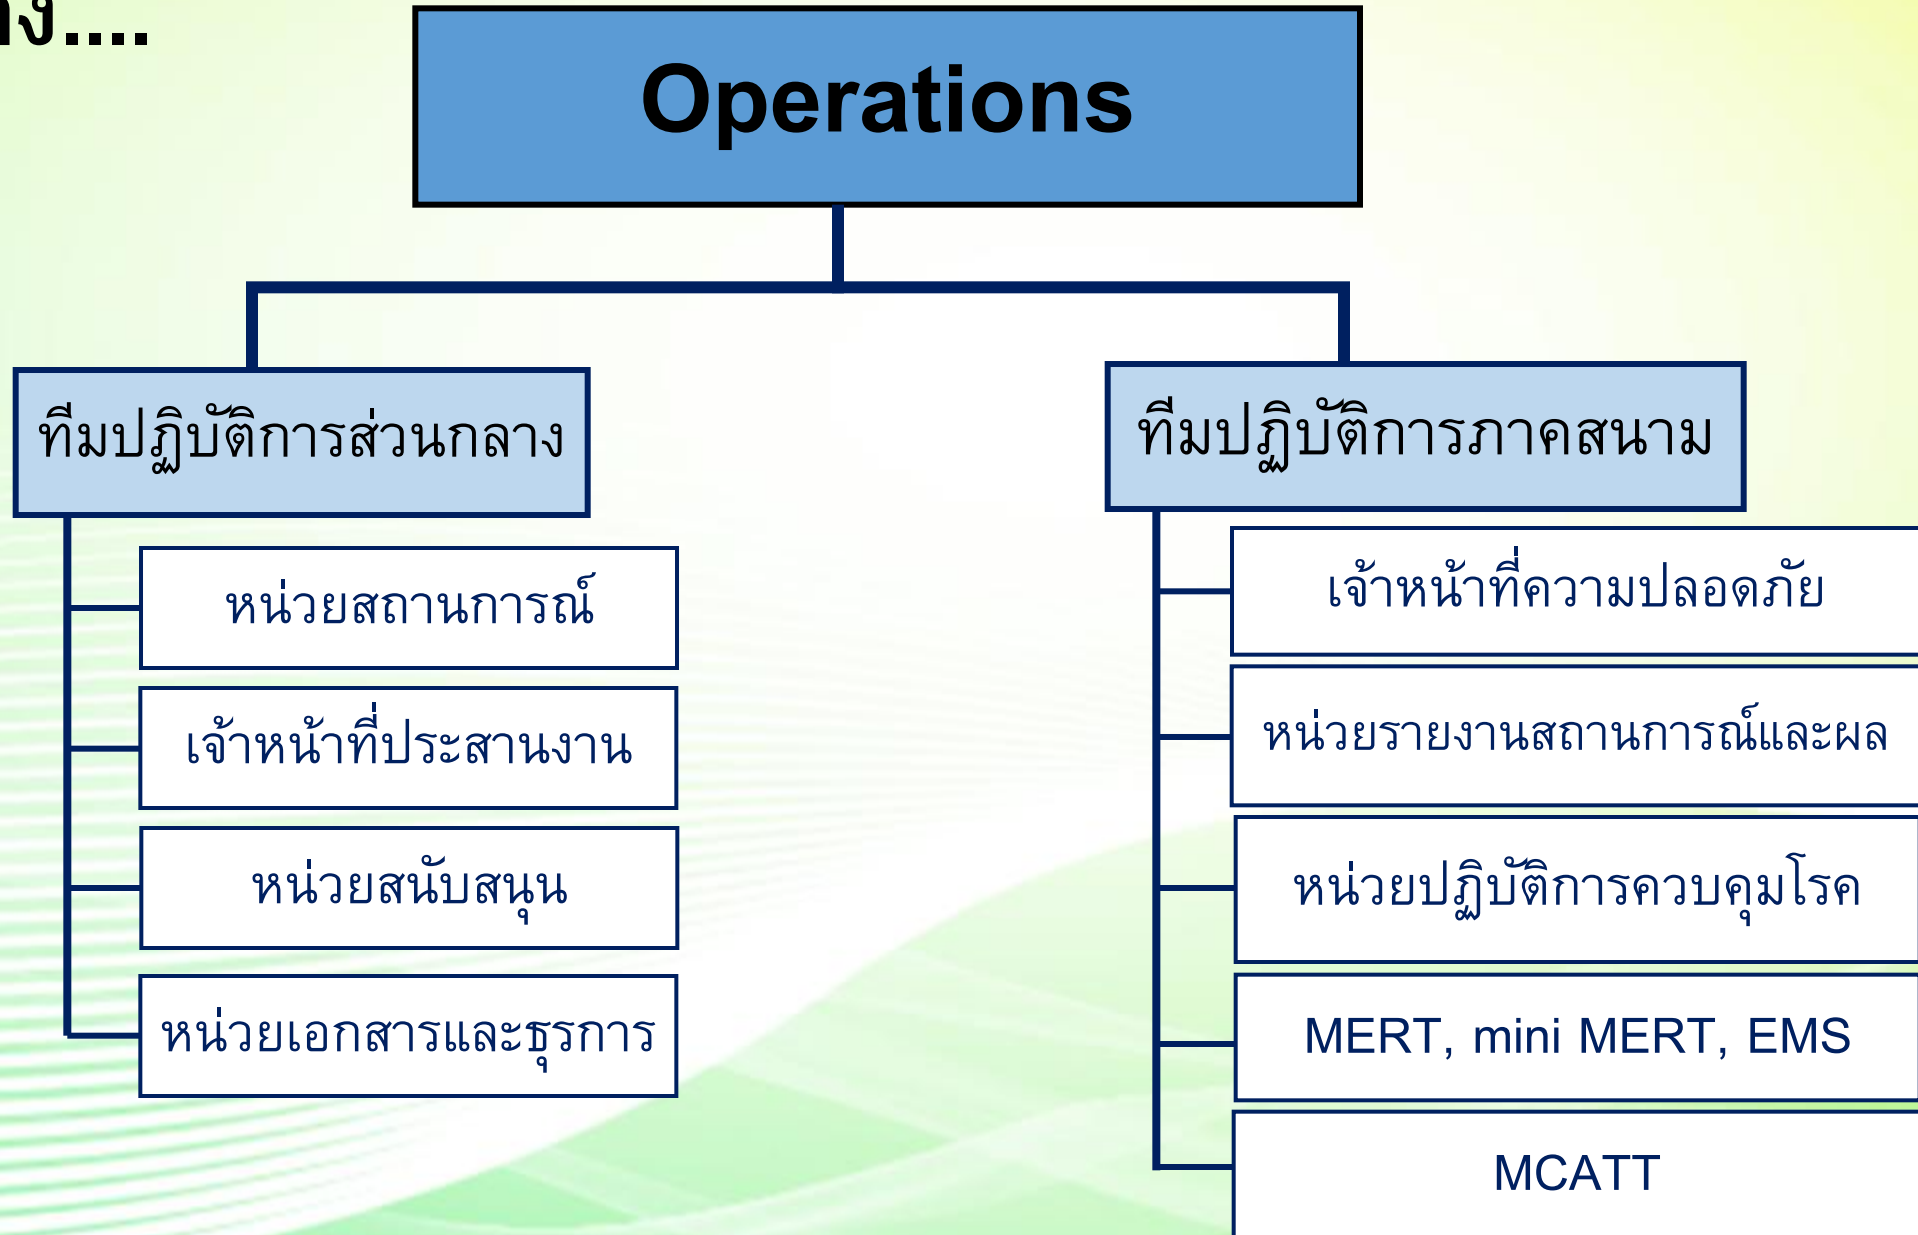 Operations
ทีมปฏิบัติการส่วนกลาง
หน่วยสถานการณ์
เจ้าหน้าที่ประสานงาน
หน่วยสนับสนุน
หน่วยเอกสารและธุรการ
ทีมปฏิบัติการภาคสนาม
เจ้าหน้าที่ความปลอดภัย
หน่วยรายงานสถานการณ์และผล
หน่วยปฏิบัติการควบคุมโรค
MERT, mini MERT, EMS
MCATT